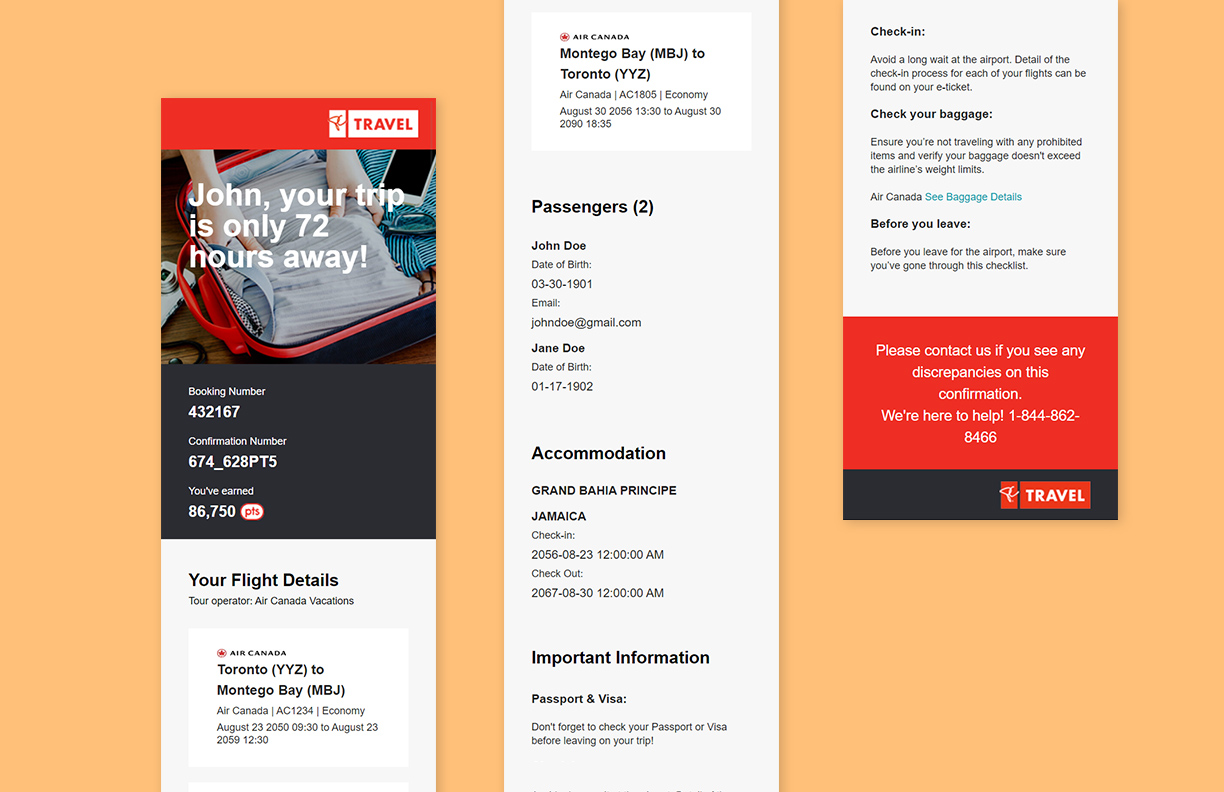 TRAVEL
John, your trip
is only 72
hours away!
Booking Number
432167
Confirmation Number
674_628PT5
You've earned
86,750 pts
Your Flight Details
Tour operator: Air Canada Vacations
AIR CANADA
Toronto (YYZ) to
Montego Bay (MBJ)
Air Canada | AC1234 | Economy
August 23 2050 09:30 to August 23
2059 12:30
AIR CANADA
Montego Bay (MBJ) to
Toronto (YYZ)
Air Canada | AC1805 | Economy
August 30 2056 13:30 to August 30
2090 18:35
Passengers (2)
John Doe
Date of Birth:
03-30-1901
Email:
johndoe@gmail.com
Jane Doe
Date of Birth:
01-17-1902
Accommodation
GRAND BAHIA PRINCIPE
JAMAICA
Check-in:
2056-08-23 12:00:00 AM
Check Out:
2067-08-30 12:00:00 AM
Important Information
Passport & Visa:
Don't forget to check your Passport or Visa
before leaving on your trip!
Check-in:
Avoid a long wait at the airport. Detail of the
check-in process for each of your flights can be
found on your e-ticket.
Check your baggage:
Ensure you’re not traveling with any prohibited
items and verify your baggage doesn't exceed
the airline’s weight limits.
Air Canada See Baggage Details
Before you leave:
Before you leave for the airport, make sure
you’ve gone through this checklist.
Please contact us if you see any
discrepancies on this
confirmation.
We're here to help! 1-844-862-
8466
TRAVEL